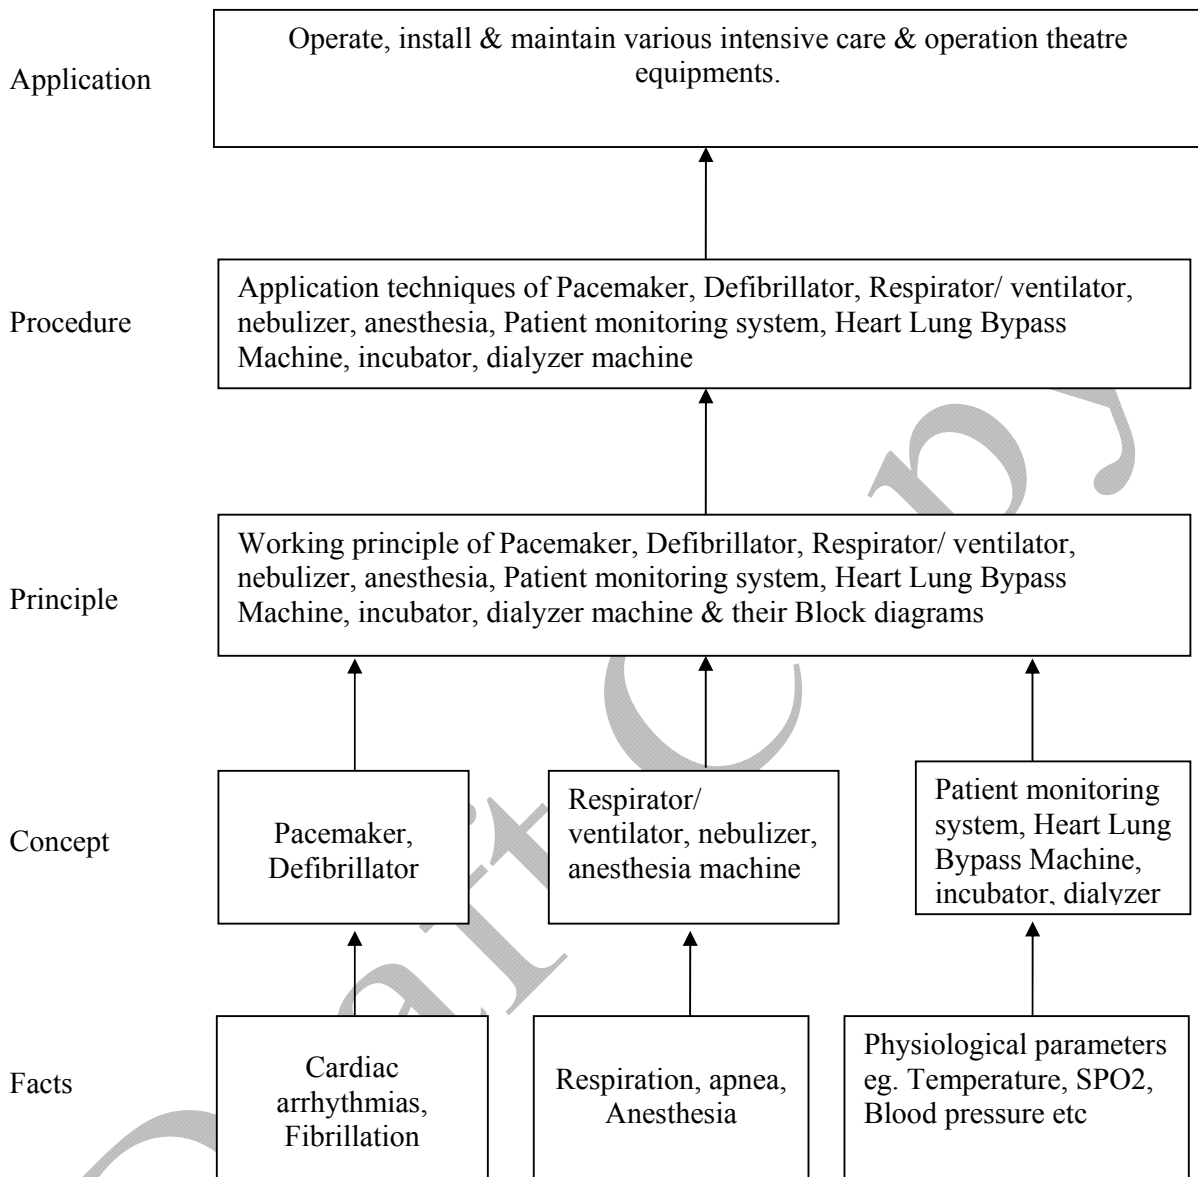 Application
Operate, install & maintain various intensive care & operation theatre
equipments.
Procedure
Application techniques of Pacemaker, Defibrillator, Respirator/ ventilator,
nebulizer, anesthesia, Patient monitoring system, Heart Lung Bypass
Machine, incubator, dialyzer machine
Principle
Working principle of Pacemaker, Defibrillator, Respirator/ ventilator,
nebulizer, anesthesia, Patient monitoring system, Heart Lung Bypass
Machine, incubator, dialyzer machine & their Block diagrams
Concept
Pacemaker,
Defibrillator
Respirator/
ventilator, nebulizer,
anesthesia machine
Patient monitoring
system, Heart Lung
Bypass Machine,
incubator, dialyzer
Facts
Cardiac
arrhythmias,
Fibrillation
Respiration, apnea,
Anesthesia
Physiological parameters
eg. Temperature, SPO2,
Blood pressure etc